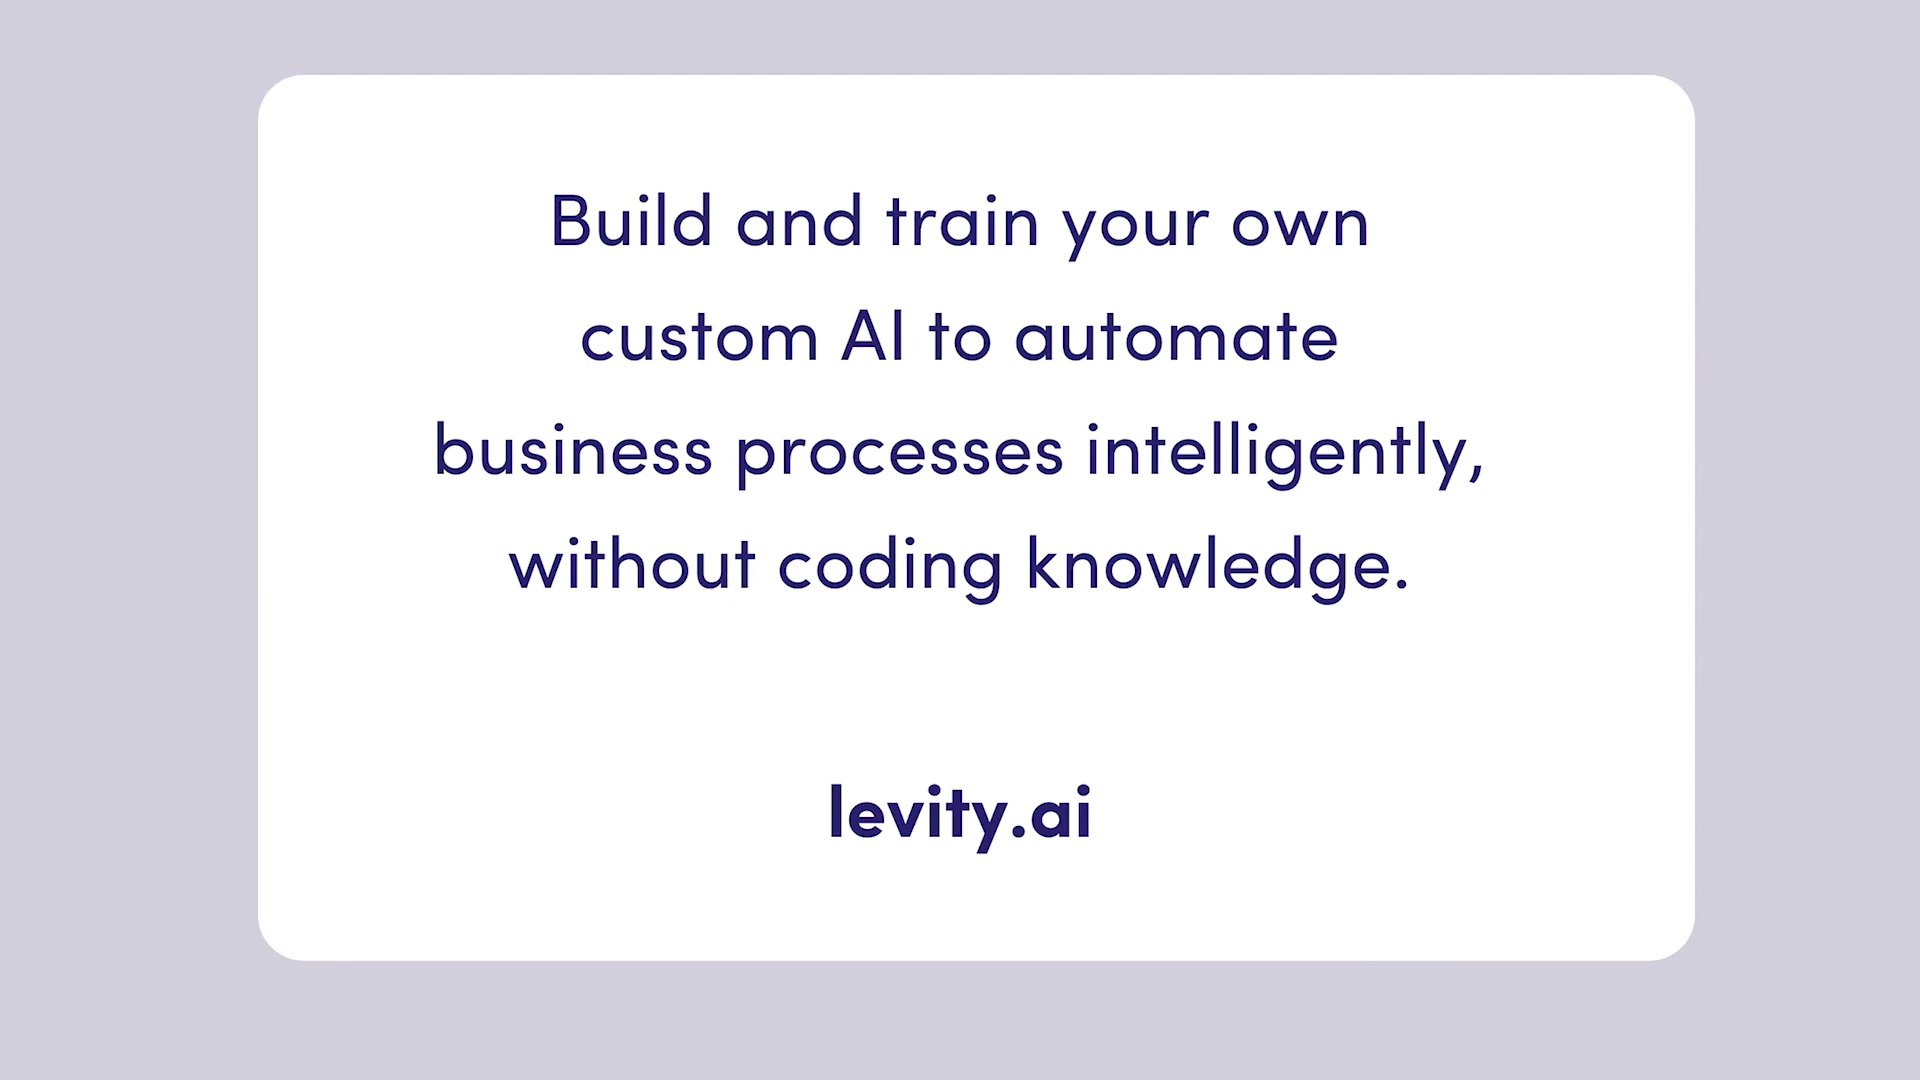 Build and train your own
custom AI to automate
business processes intelligently,
without coding knowledge.
levity.ai